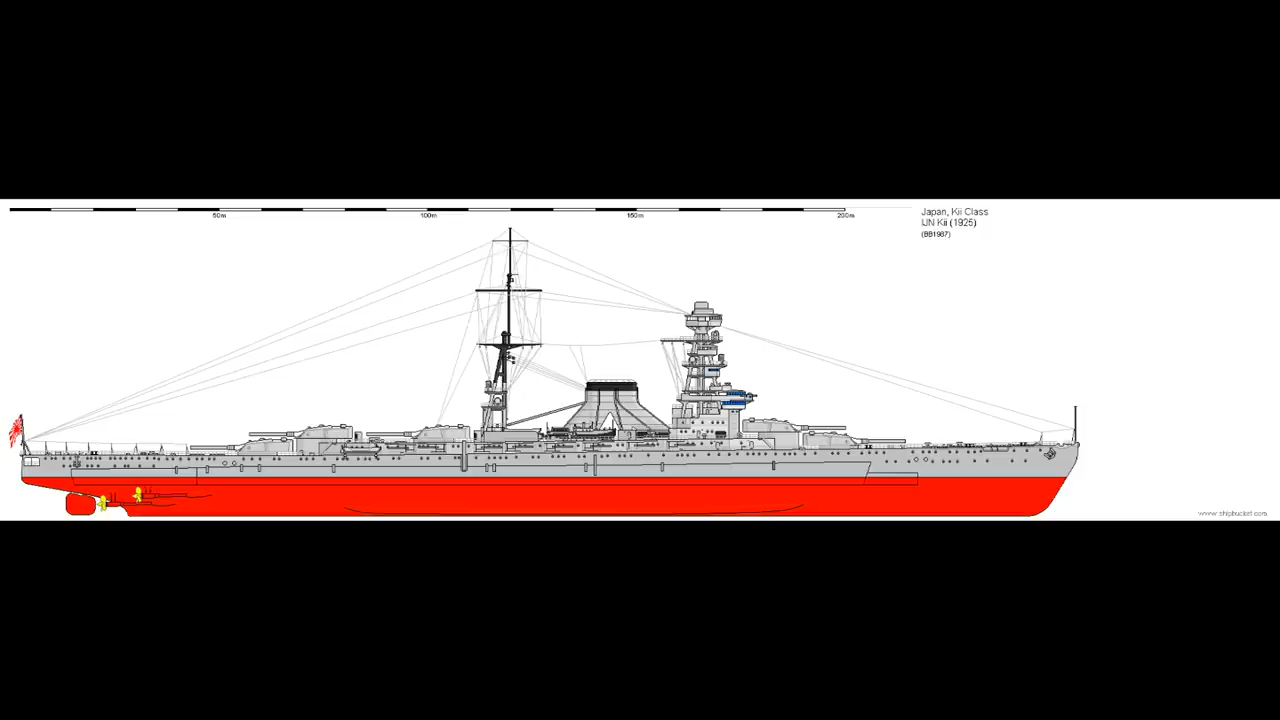 50m 100m 150m 200m
Japan, Kii Class
IJN Kii (1925)
(BB1987)
www.shipbucket.com